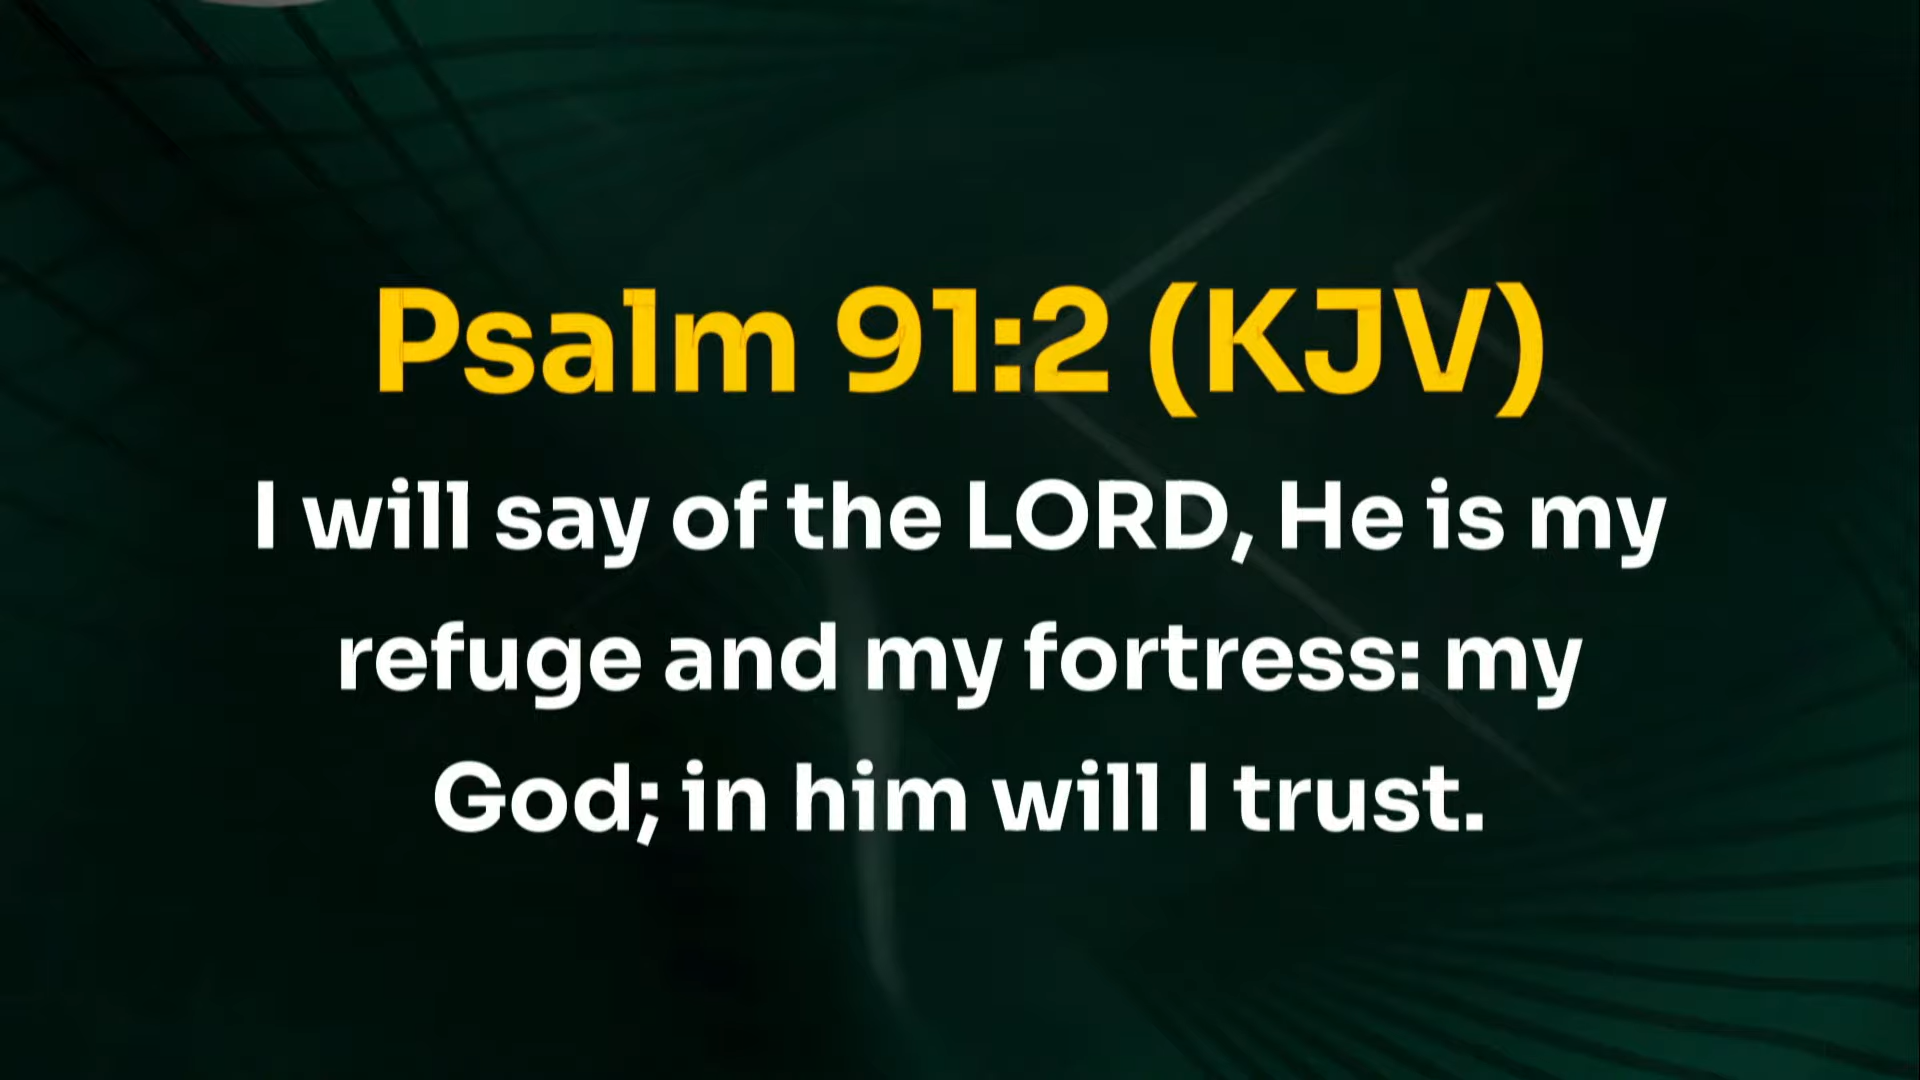 Psalm 91:2 (KJV)
I will say of the LORD, He is my
refuge and my fortress: my
God; in him will I trust.